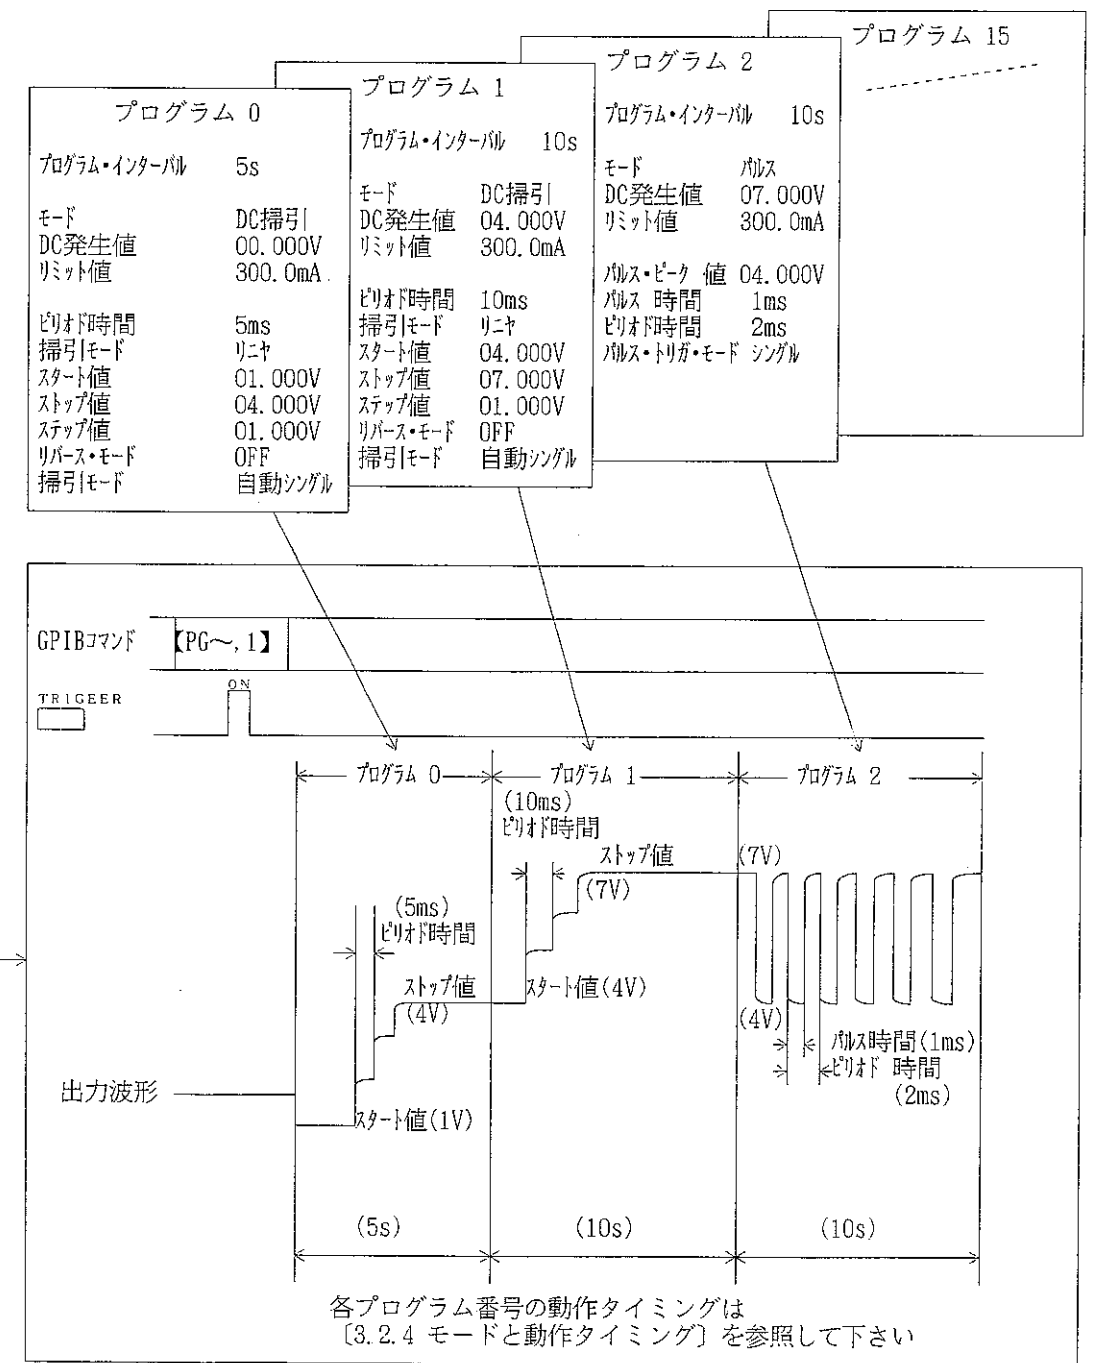 プログラム 0
プログラム・インターバル 5s
モード DC掃引
DC発生値 00.000V
リミット値 300.0mA
ピリオド時間 5ms
掃引モード リニヤ
スタート値 01.000V
ストップ値 04.000V
ステップ値 01.000V
リバース・モード OFF
掃引モード 自動シングル
プログラム 1
プログラム・インターバル 10s
モード DC掃引
DC発生値 04.000V
リミット値 300.0mA
ピリオド時間 10ms
掃引モード リニヤ
スタート値 04.000V
ストップ値 07.000V
ステップ値 01.000V
リバース・モード OFF
掃引モード 自動シングル
プログラム 2
プログラム・インターバル 10s
モード パルス
DC発生値 07.000V
リミット値 300.0mA
パルス・ピーク 値 04.000V
パルス 時間 1ms
ピリオド時間 2ms
パルス・トリガ・モード シングル
プログラム 15
GPIBコマンド 【PG～,1】
TRIGEER ON
プログラム 0 プログラム 1 プログラム 2
(10ms)
ピリオド時間
ストップ値
(7V)
(7V)
(5ms)
ピリオド時間
ストップ値
(4V)
スタート値(4V)
(4V)
パルス時間(1ms)
ピリオド 時間
(2ms)
出力波形
スタート値(1V)
(5s) (10s) (10s)
各プログラム番号の動作タイミングは
〔3.2.4 モードと動作タイミング〕を参照して下さい